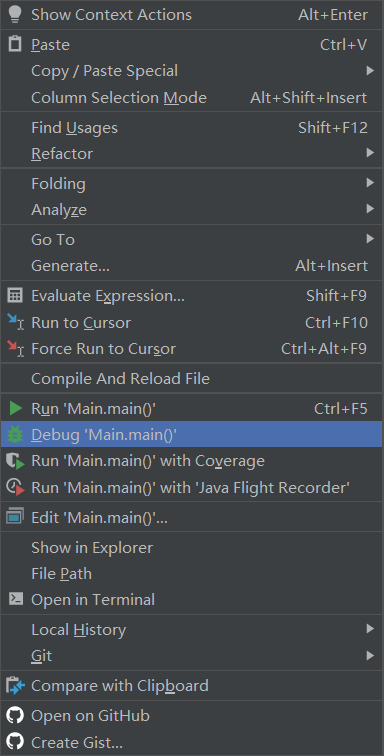 Show Context Actions Alt+Enter
Paste Ctrl+V
Copy / Paste Special
Column Selection Mode Alt+Shift+Insert
Find Usages Shift+F12
Refactor
Folding
Analyze
Go To
Generate... Alt+Insert
Evaluate Expression... Shift+F9
Run to Cursor Ctrl+F10
Force Run to Cursor Ctrl+Alt+F9
Compile And Reload File
Run 'Main.main()' Ctrl+F5
Debug 'Main.main()'
Run 'Main.main()' with Coverage
Run 'Main.main()' with 'Java Flight Recorder'
Edit 'Main.main()'...
Show in Explorer
File Path
Open in Terminal
Local History
Git
Compare with Clipboard
Open on GitHub
Create Gist...